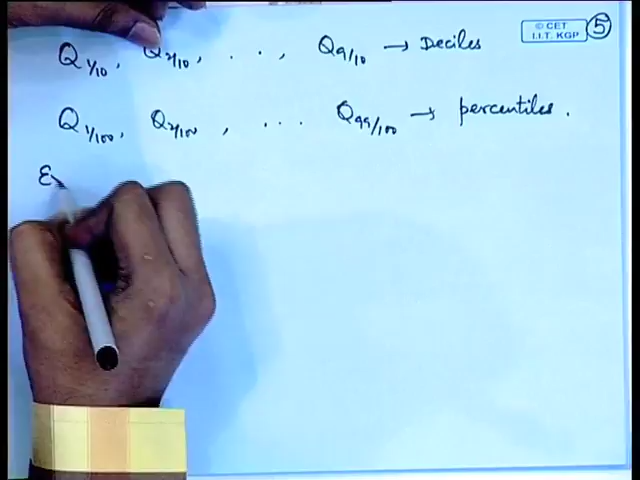 Q1/10, Q2/10, . . . , Q9/10 → Deciles
© CET
I.I.T. KGP
5
Q1/100, Q2/100, . . . Q99/100 → percentiles.